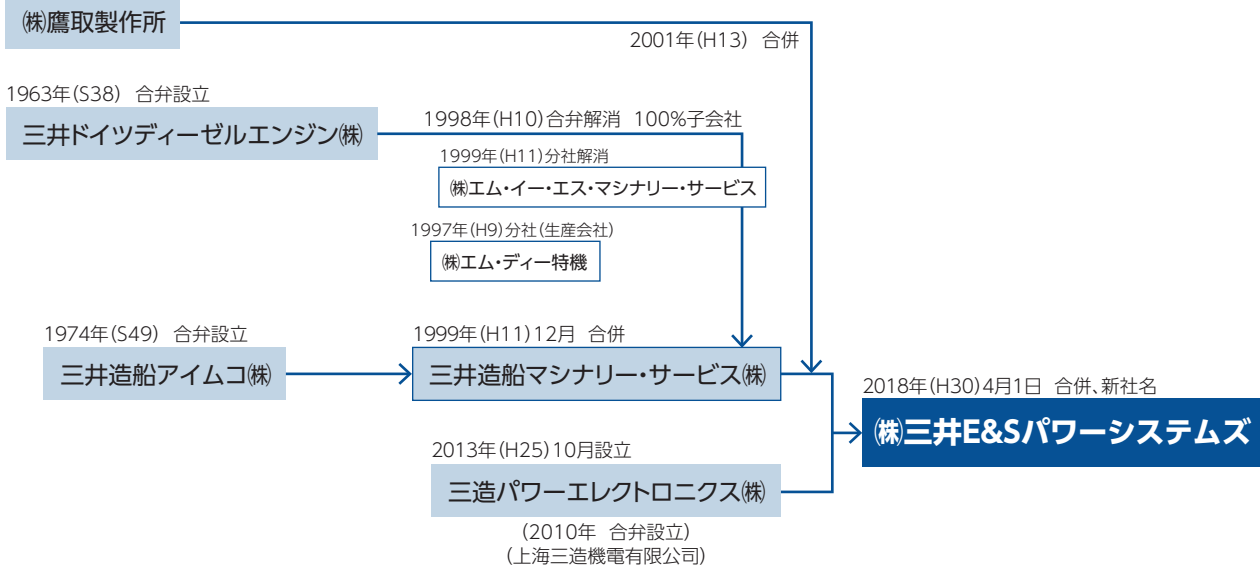 ㈱鷹取製作所
2001年(H13) 合併
1963年(S38) 合弁設立
三井ドイツディーゼルエンジン㈱
1998年(H10)合弁解消 100%子会社
1999年(H11)分社解消
㈱エム・イー・エス・マシナリー・サービス
1997年(H9)分社(生産会社)
㈱エム・ディー特機
1974年(S49) 合弁設立
三井造船アイムコ㈱
1999年(H11)12月 合併
三井造船マシナリー・サービス㈱
2018年(H30)4月1日 合併、新社名
㈱三井E&Sパワーシステムズ
2013年(H25)10月設立
三造パワーエレクトロニクス㈱
(2010年 合弁設立)
(上海三造機電有限公司)